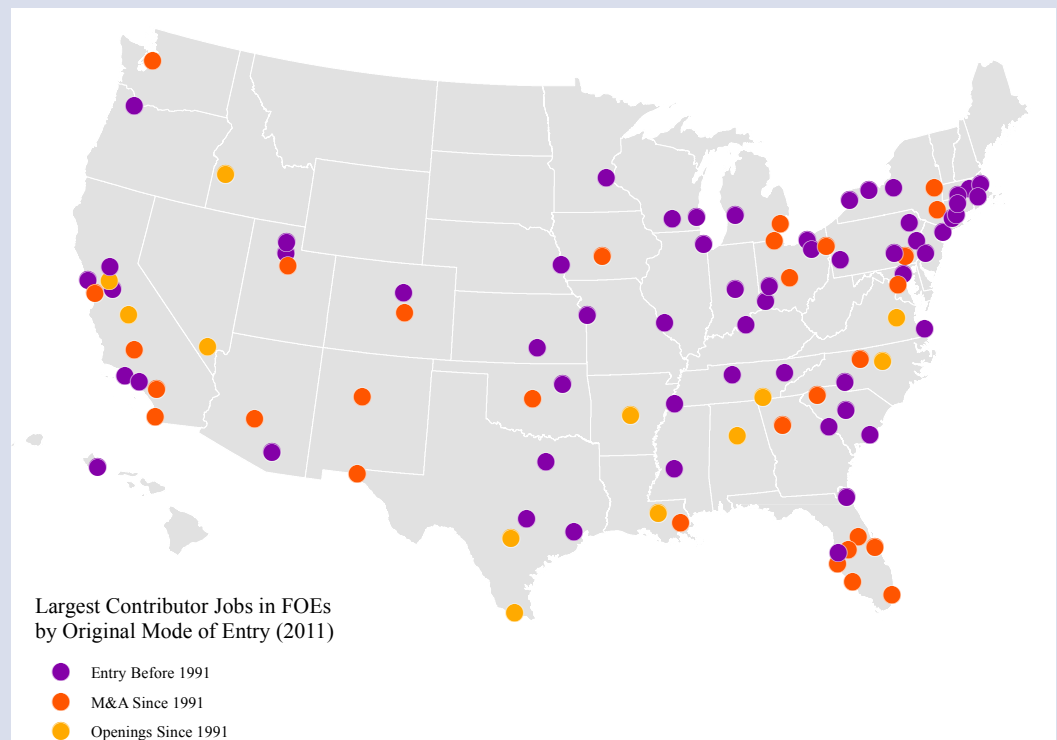 Largest Contributor Jobs in FOEs
by Original Mode of Entry (2011)
Entry Before 1991
M&A Since 1991
Openings Since 1991